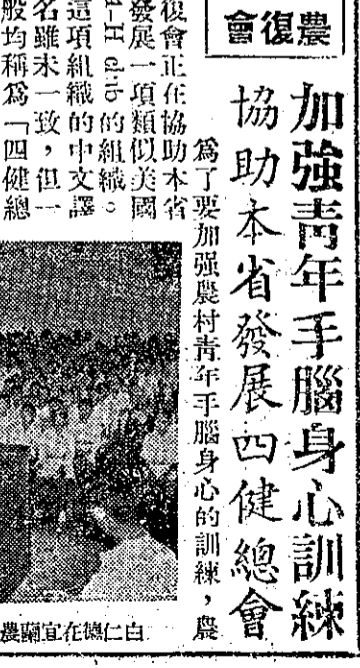 農復會
加強青年手腦身心訓練
協助本省發展四健總會
爲了要加强農村青年手腦身心的訓練，農
復會正在協助本省
發展一項類似美國
4-H club的組織。
這項組織的中文譯
名雖未一致，但一
般均稱爲「四健總
白仁德在宜蘭農